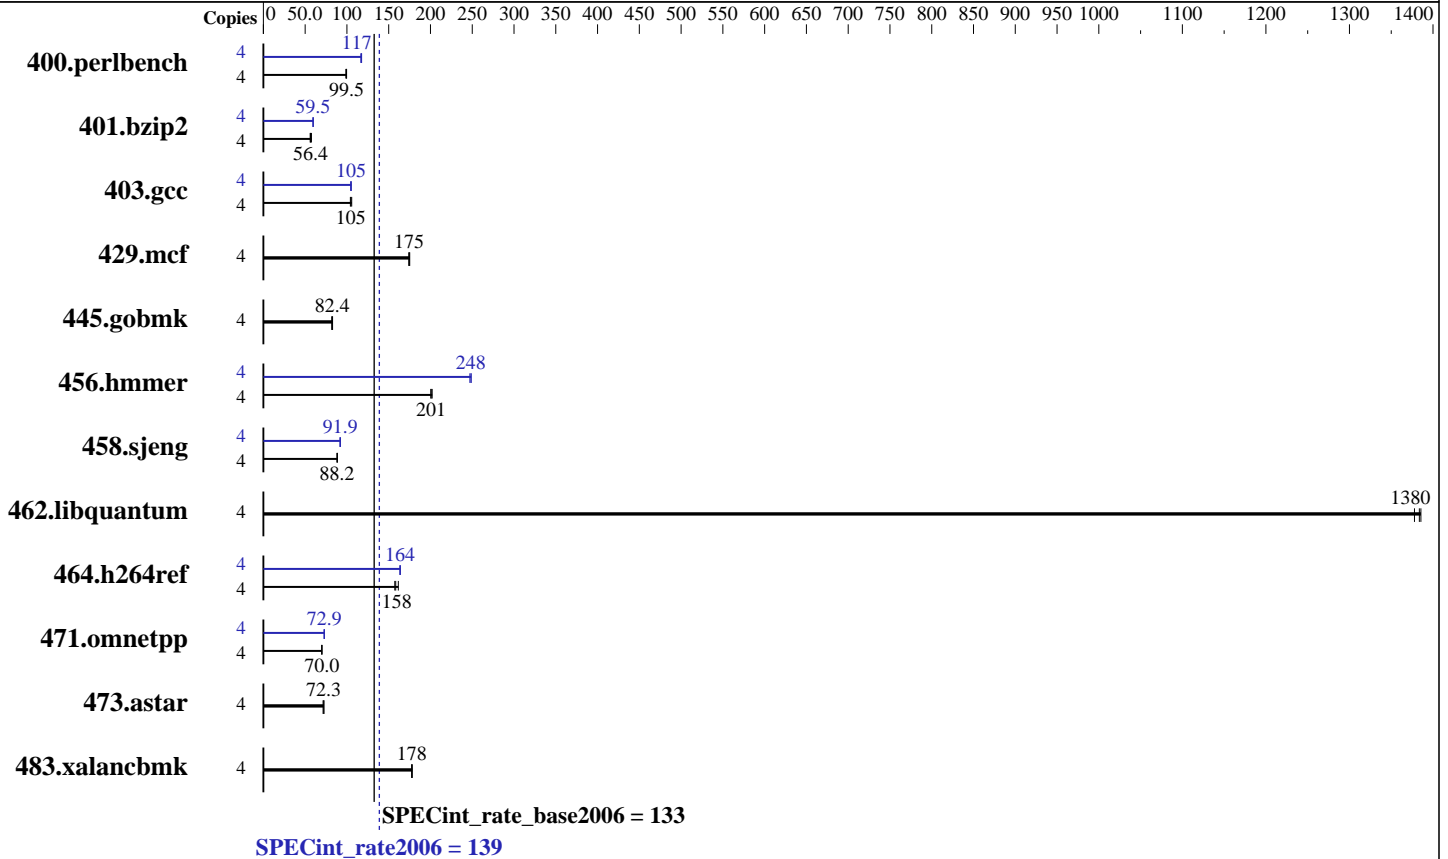 Copies 0 50.0 100 150 200 250 300 350 400 450 500 550 600 650 700 750 800 850 900 950 1000 1100 1200 1300 1400
400.perlbench 4 117
4 99.5
401.bzip2 4 59.5
4 56.4
403.gcc 4 105
4 105
429.mcf 4 175
445.gobmk 4 82.4
456.hmmer 4 248
4 201
458.sjeng 4 91.9
4 88.2
462.libquantum 4 1380
464.h264ref 4 164
4 158
471.omnetpp 4 72.9
4 70.0
473.astar 4 72.3
483.xalancbmk 4 178
SPECint_rate_base2006 = 133
SPECint_rate2006 = 139